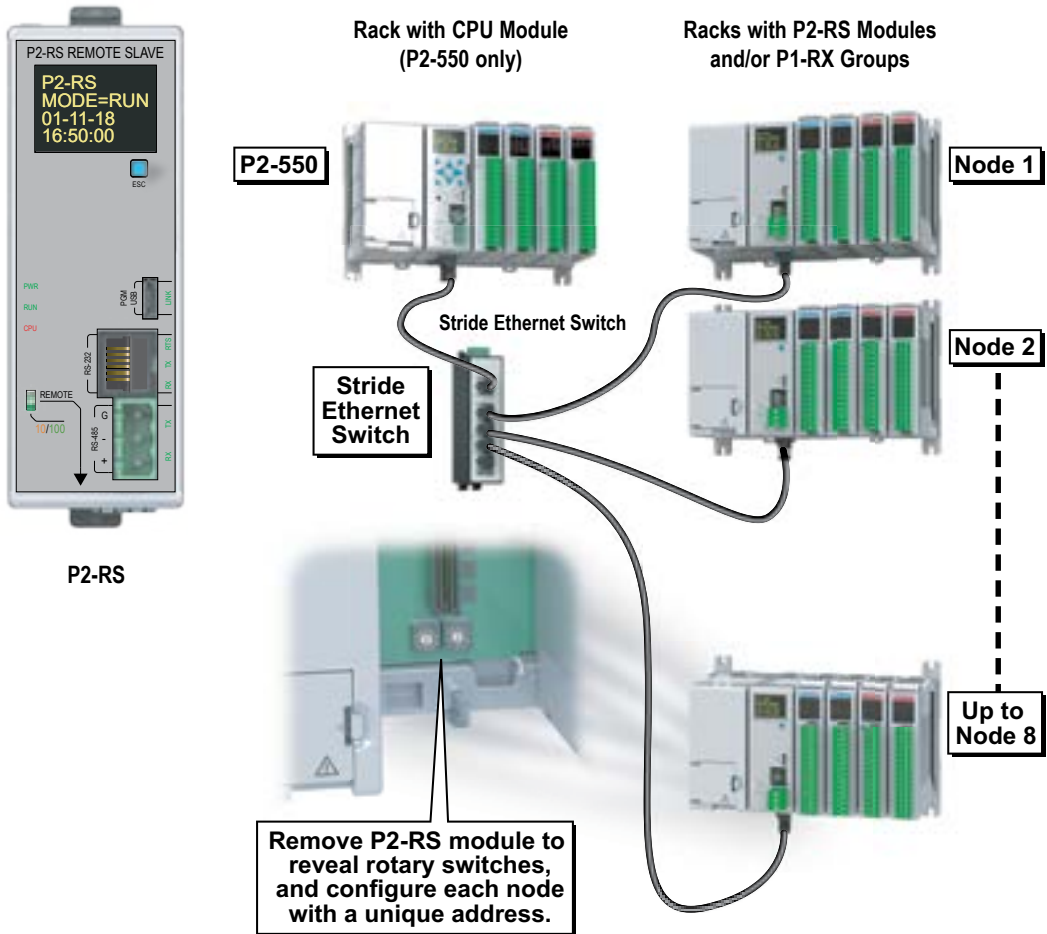 P2-RS REMOTE SLAVE
P2-RS
MODE=RUN
01-11-18
16:50:00
ESC
PWR
RUN
CPU
PGM
USB
LINK
RS-232
RTS
TX
RX
REMOTE
10/100
G
-
+
RS-485
TX
RX
P2-RS
Rack with CPU Module
(P2-550 only)
Racks with P2-RS Modules
and/or P1-RX Groups
P2-550
Node 1
Stride Ethernet Switch
Node 2
Stride
Ethernet
Switch
Up to
Node 8
Remove P2-RS module to
reveal rotary switches,
and configure each node
with a unique address.